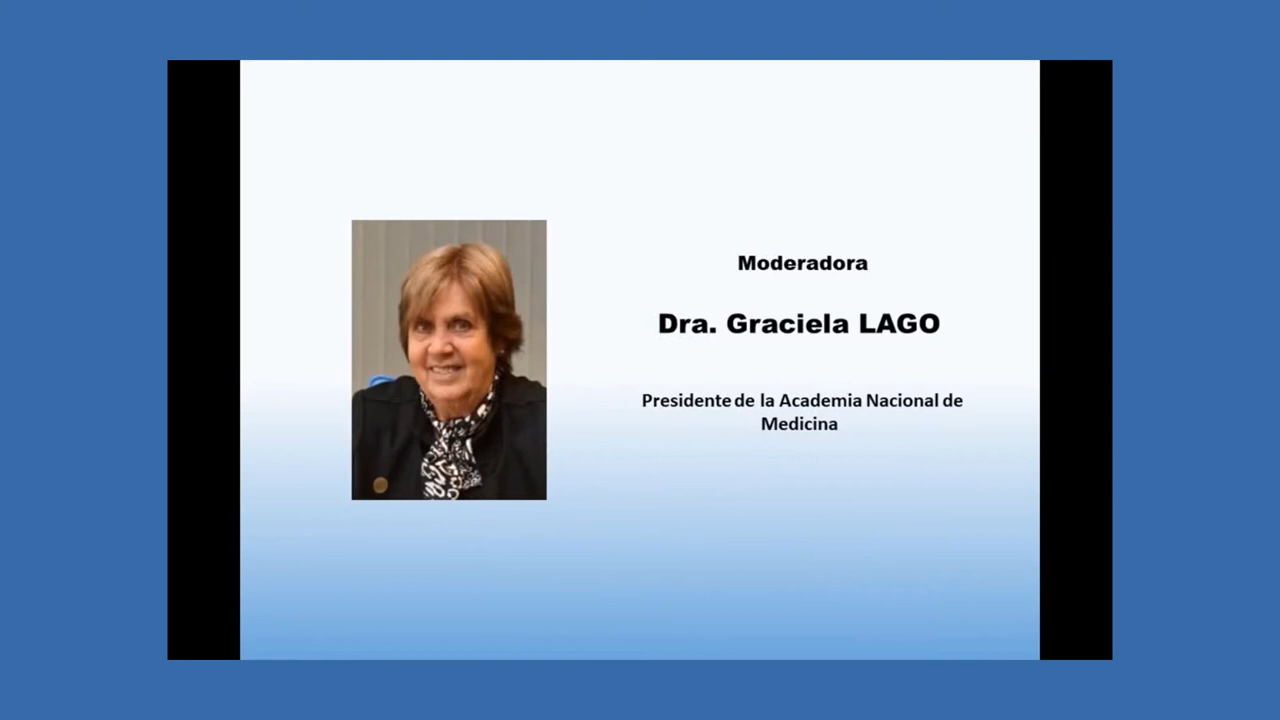 Moderadora
Dra. Graciela LAGO
Presidente de la Academia Nacional de
Medicina